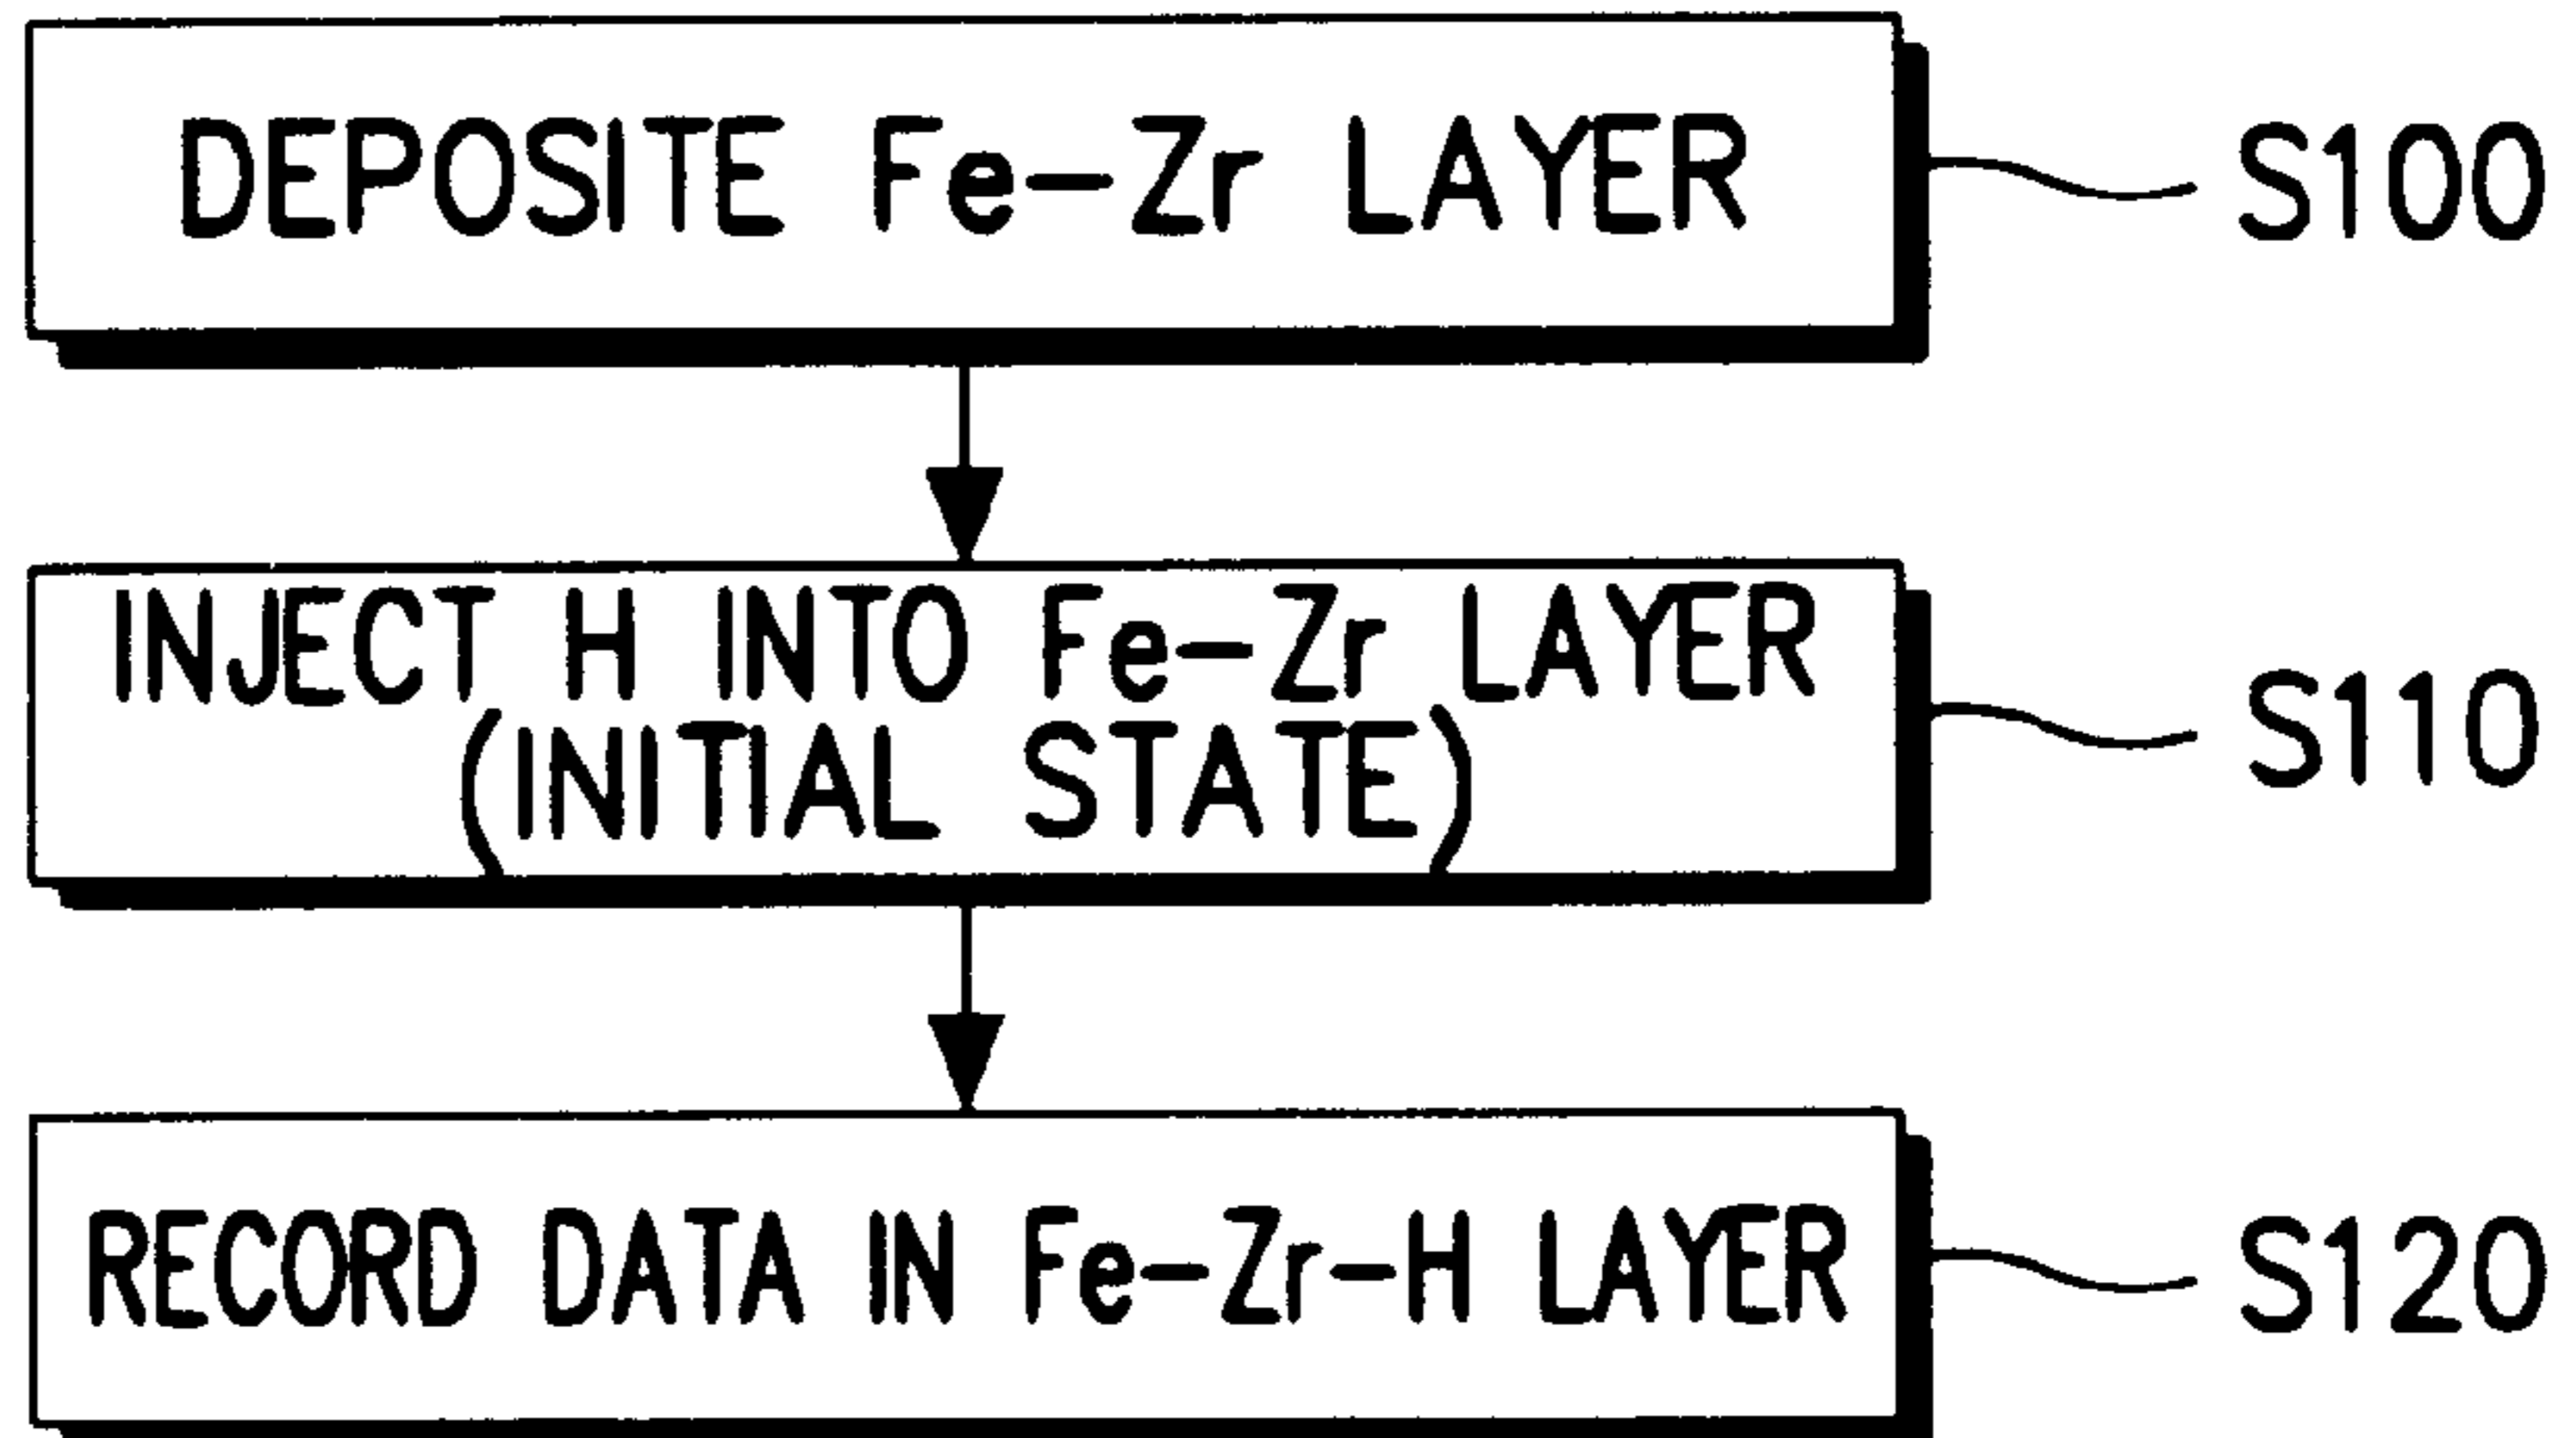 DEPOSITE Fe-Zr LAYER
S100
INJECT H INTO Fe-Zr LAYER
(INITIAL STATE)
S110
RECORD DATA IN Fe-Zr-H LAYER
S120